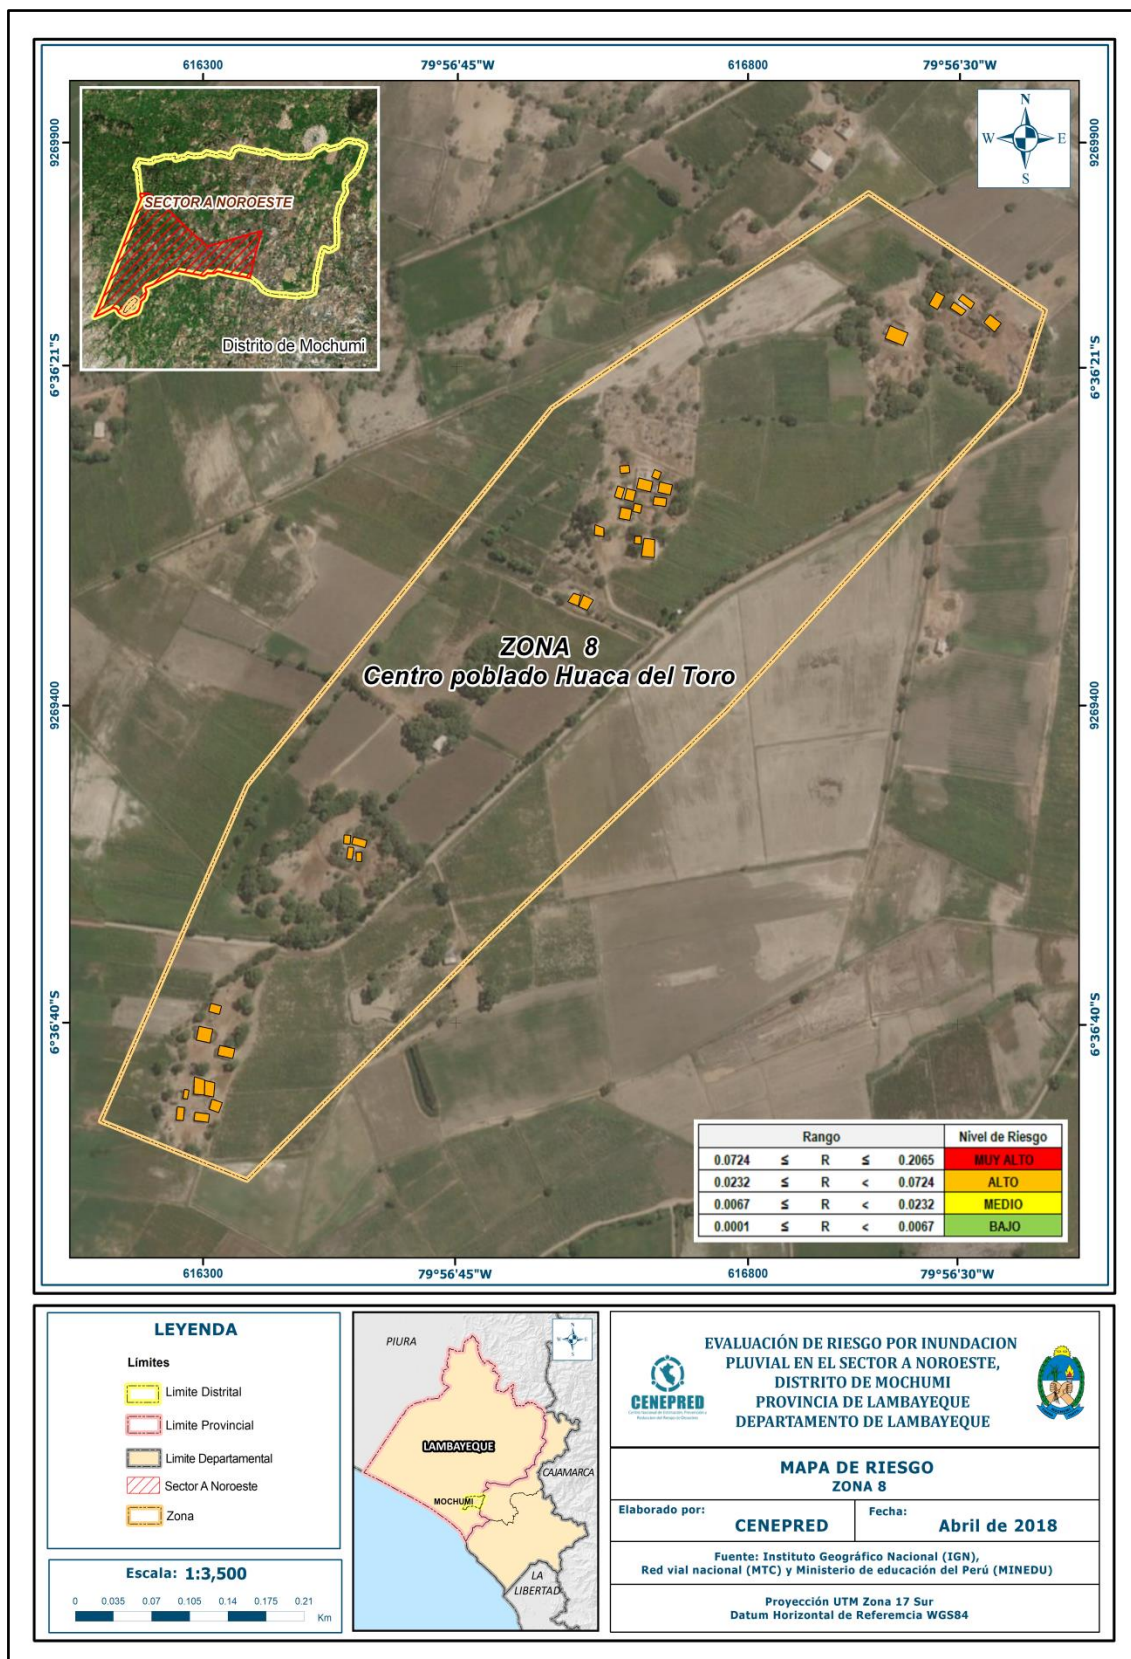 616300
79°56'45"W
616800
79°56'30"W
9269900
9269900
N
W
E
S
SECTOR A NOROESTE
Distrito de Mochumi
6°36'21"S
6°36'21"S
ZONA 8
Centro poblado Huaca del Toro
9269400
9269400
6°36'40"S
6°36'40"S
Rango Nivel de Riesgo
0.0724 ≤ R ≤ 0.2065 MUY ALTO
0.0232 ≤ R < 0.0724 ALTO
0.0067 ≤ R < 0.0232 MEDIO
0.0001 ≤ R < 0.0067 BAJO
616300
79°56'45"W
616800
79°56'30"W
LEYENDA
Límites
Limite Distrital
Limite Provincial
Limite Departamental
Sector A Noroeste
Zona
Escala: 1:3,500
0 0.035 0.07 0.105 0.14 0.175 0.21
Km
PIURA
LAMBAYEQUE
CAJAMARCA
MOCHUMI
LA
LIBERTAD
CENEPRED
EVALUACIÓN DE RIESGO POR INUNDACION
PLUVIAL EN EL SECTOR A NOROESTE,
DISTRITO DE MOCHUMI
PROVINCIA DE LAMBAYEQUE
DEPARTAMENTO DE LAMBAYEQUE
MAPA DE RIESGO
ZONA 8
Elaborado por:
CENEPRED
Fecha:
Abril de 2018
Fuente: Instituto Geográfico Nacional (IGN),
Red vial nacional (MTC) y Ministerio de educación del Perú (MINEDU)
Proyección UTM Zona 17 Sur
Datum Horizontal de Referencia WGS84